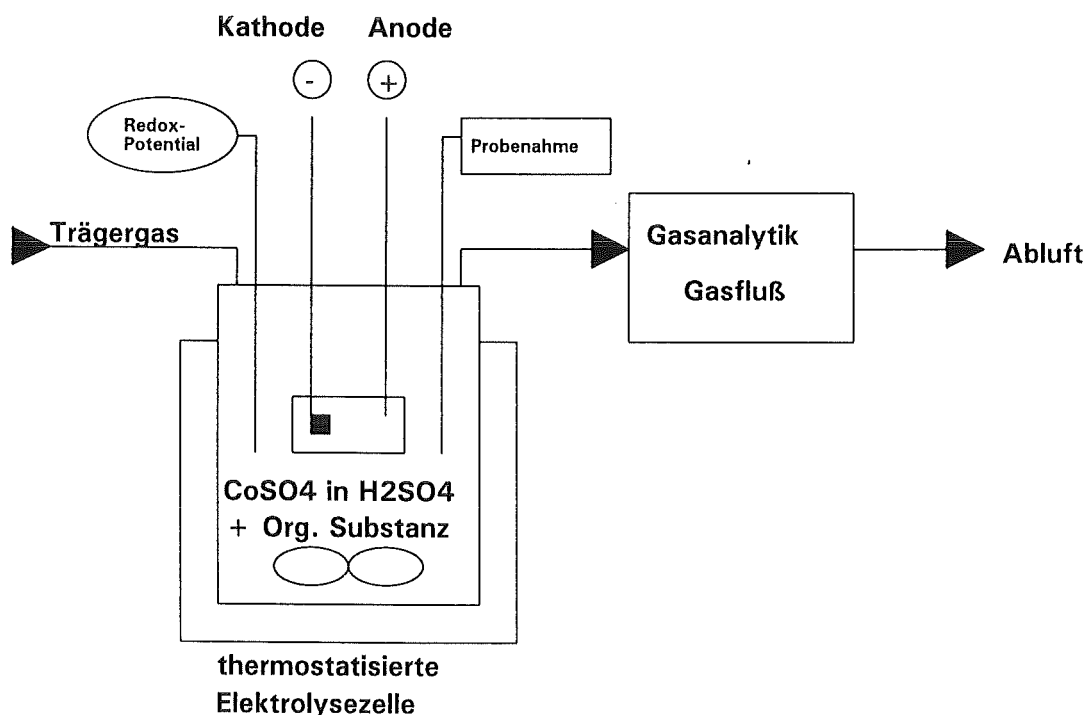 Kathode Anode
- +
Redox-
Potential
Probenahme
Trägergas
Gasanalytik
Gasfluß
Abluft
CoSO4 in H2SO4
+ Org. Substanz
thermostatisierte
Elektrolysezelle